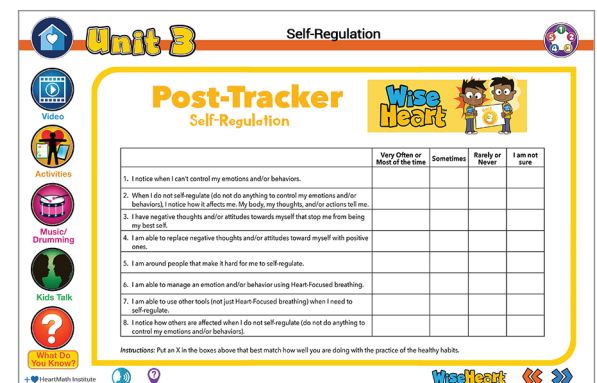 Unit 3
Self-Regulation
Post-Tracker
Self-Regulation
Wise
Heart
Video
Activities
Music/
Drumming
Kids Talk
What Do
You Know?
Very Often or
Most of the time
Sometimes
Rarely or
Never
I am not
sure
1. I notice when I can't control my emotions and/or behaviors.
2. When I do not self-regulate (do not do anything to control my emotions and/or
behaviors), I notice how it affects me. My body, my thoughts, and/or actions tell me.
3. I have negative thoughts and/or attitudes towards myself that stop me from being
my best self.
4. I am able to replace negative thoughts and/or attitudes toward myself with positive
ones.
5. I am around people that make it hard for me to self-regulate.
6. I am able to manage an emotion and/or behavior using Heart-Focused breathing.
7. I am able to use other tools (not just Heart-Focused breathing) when I need to
self-regulate.
8. I notice how others are affected when I do not self-regulate (do not do anything to
control my emotions and/or behaviors).
Instructions: Put an X in the boxes above that best match how well you are doing with the practice of the healthy habits.
HeartMath Institute
WiseHeart